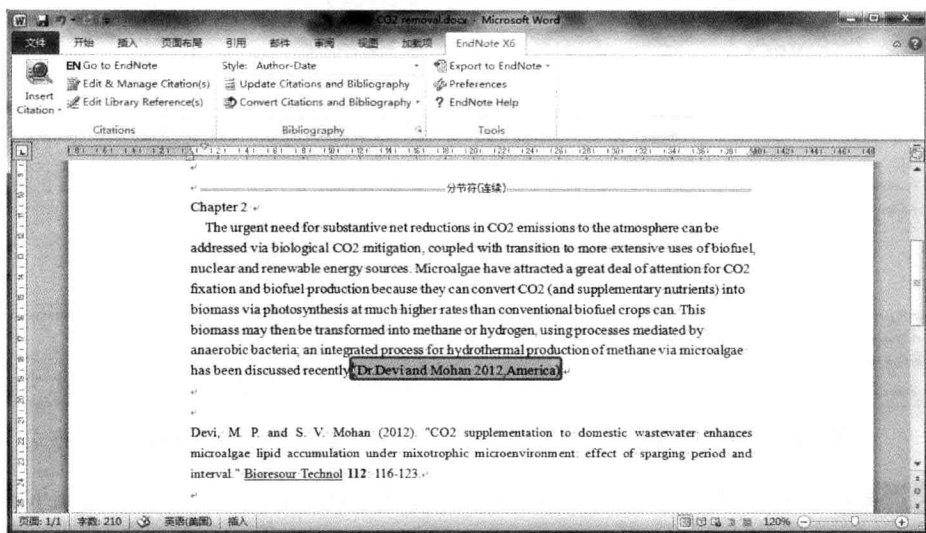 CO2 removal.docx - Microsoft Word
文件 开始 插入 页面布局 引用 邮件 审阅 视图 加载项 EndNote X6
EN Go to EndNote Style: Author-Date Export to EndNote
Edit & Manage Citation(s) Update Citations and Bibliography Preferences
Insert Citation Edit Library Reference(s) Convert Citations and Bibliography ? EndNote Help
Citations Bibliography Tools
分节符(连续)
Chapter 2
The urgent need for substantive net reductions in CO2 emissions to the atmosphere can be
addressed via biological CO2 mitigation, coupled with transition to more extensive uses of biofuel,
nuclear and renewable energy sources. Microalgae have attracted a great deal of attention for CO2
fixation and biofuel production because they can convert CO2 (and supplementary nutrients) into
biomass via photosynthesis at much higher rates than conventional biofuel crops can. This
biomass may then be transformed into methane or hydrogen, using processes mediated by
anaerobic bacteria; an integrated process for hydrothermal production of methane via microalgae
has been discussed recently(Dr.Devi and Mohan 2012,America)
Devi, M. P. and S. V. Mohan (2012). "CO2 supplementation to domestic wastewater enhances
microalgae lipid accumulation under mixotrophic microenvironment: effect of sparging period and
interval." Bioresour Technol 112: 116-123.
页面: 1/1 字数: 210 英语(美国) 插入 120%